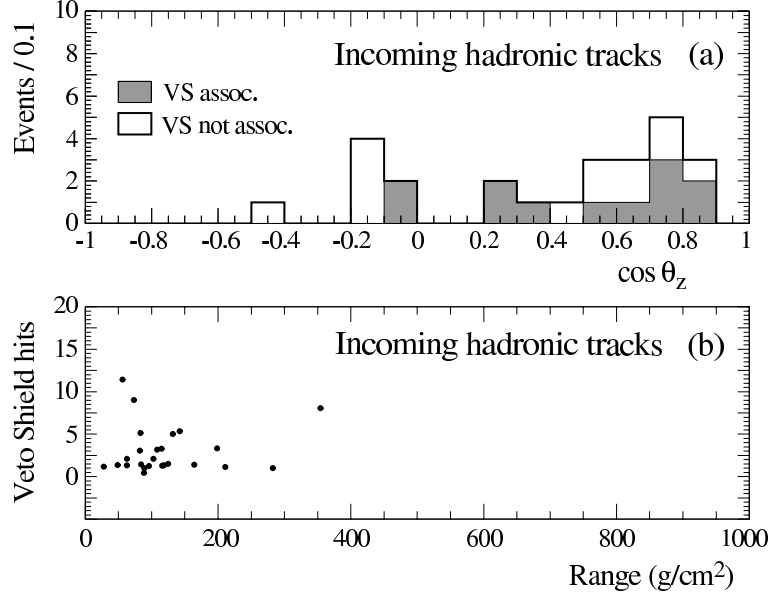 Incoming hadronic tracks (a)
VS assoc.
VS not assoc.
Events / 0.1
10
8
6
4
2
0
-1 -0.8 -0.6 -0.4 -0.2 0 0.2 0.4 0.6 0.8 1
cos θz
Incoming hadronic tracks (b)
Veto Shield hits
20
15
10
5
0
0 200 400 600 800 1000
Range (g/cm2)